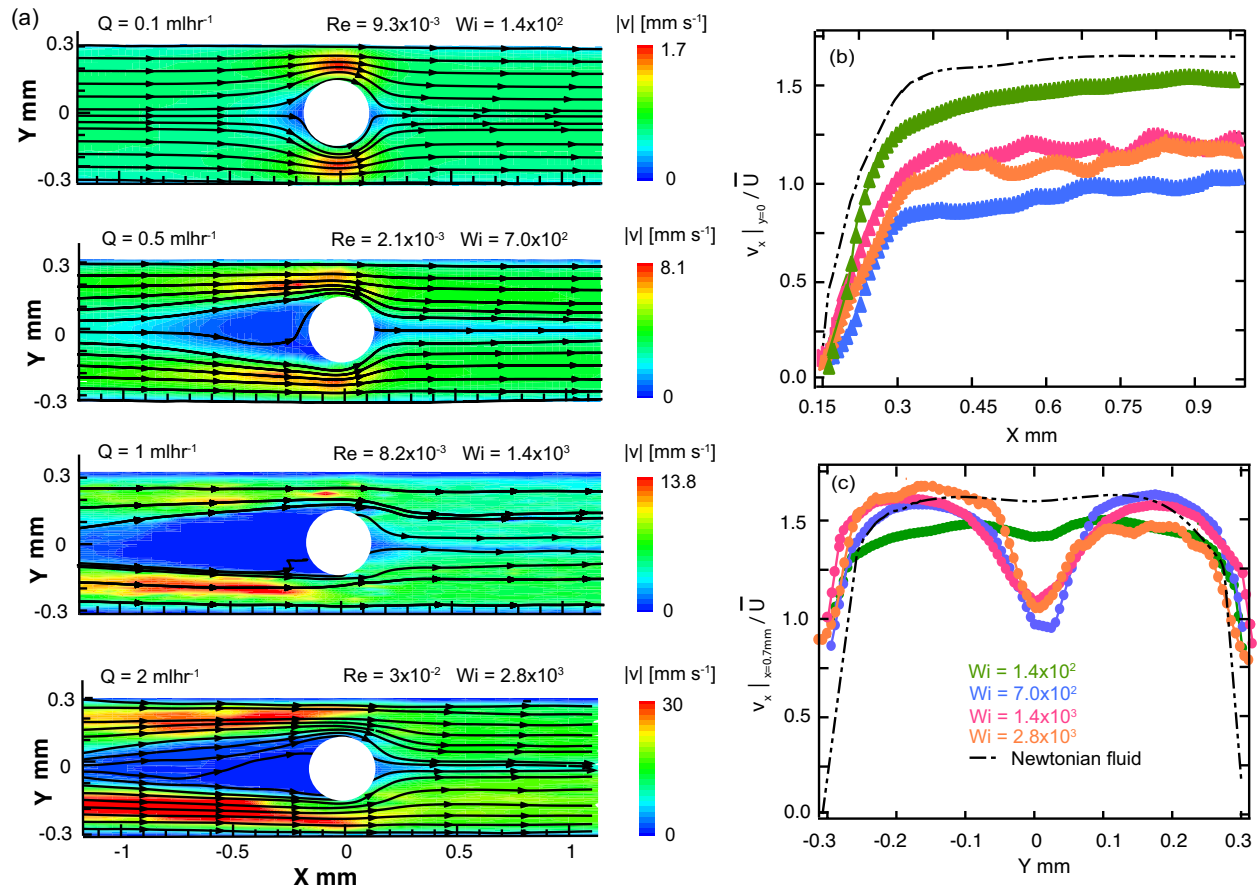 (a)
Q = 0.1 mlhr⁻¹ Re = 9.3x10⁻³ Wi = 1.4x10² |v| [mm s⁻¹]
0.3
0
-0.3
Y mm
1.7
0
Q = 0.5 mlhr⁻¹ Re = 2.1x10⁻³ Wi = 7.0x10² |v| [mm s⁻¹]
0.3
0
-0.3
Y mm
8.1
0
Q = 1 mlhr⁻¹ Re = 8.2x10⁻³ Wi = 1.4x10³ |v| [mm s⁻¹]
0.3
0
-0.3
Y mm
13.8
0
Q = 2 mlhr⁻¹ Re = 3x10⁻² Wi = 2.8x10³ |v| [mm s⁻¹]
0.3
0
-0.3
Y mm
30
0
-1 -0.5 0 0.5 1
X mm
(b)
1.5
1.0
0.5
0.0
v_x |_y=0 / U̅
0.15 0.3 0.45 0.6 0.75 0.9
X mm
(c)
1.5
1.0
0.5
0.0
v_x |_x=0.7mm / U̅
Wi = 1.4x10²
Wi = 7.0x10²
Wi = 1.4x10³
Wi = 2.8x10³
Newtonian fluid
-0.3 -0.2 -0.1 0.0 0.1 0.2 0.3
Y mm